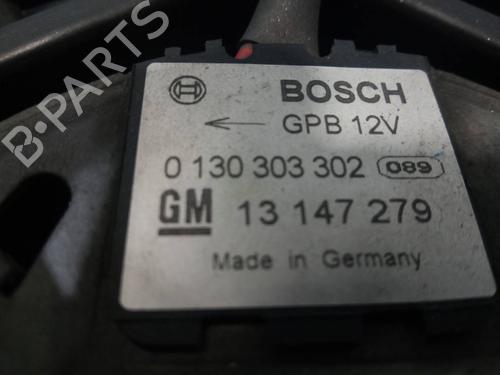 BOSCH
GPB 12V
0 130 303 302 089
GM 13 147 279
Made in Germany
B-PARTS